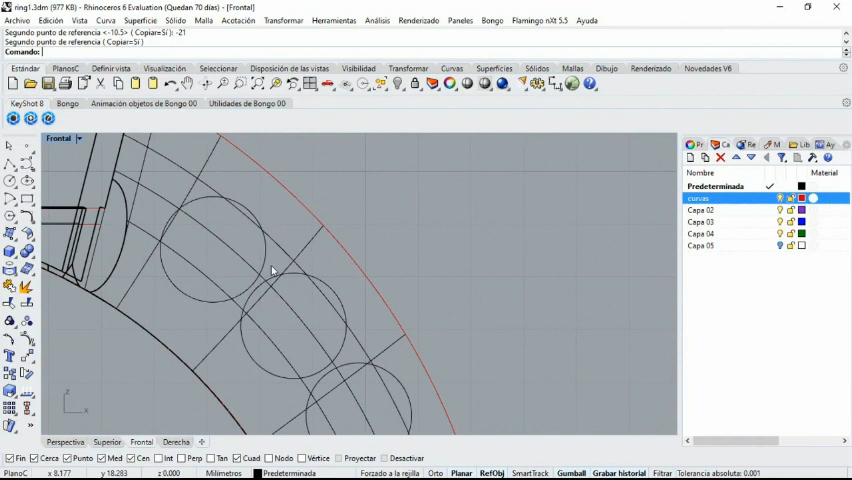 ring1.3dm (977 KB) - Rhinoceros 6 Evaluation (Quedan 70 días) - [Frontal]
Archivo Edición Vista Curva Superficie Sólido Malla Acotación Transformar Herramientas Análisis Renderizado Paneles Bongo Flamingo nXt 5.5 Ayuda
Segundo punto de referencia <-10.5> ( Copiar=Sí ): -21
Segundo punto de referencia ( Copiar=Sí )
Comando:
Estándar PlanosC Definir vista Visualización Seleccionar Disposición de las vistas Visibilidad Transformar Curvas Superficies Sólidos Mallas Dibujo Renderizado Novedades V6
KeyShot 8 Bongo Animación objetos de Bongo 00 Utilidades de Bongo 00
Frontal
Pr Ca Re M Lib Ay
Nombre Material
Predeterminada
curvas
Capa 02
Capa 03
Capa 04
Capa 05
z
x
Perspectiva Superior Frontal Derecha
Fin Cerca Punto Med Cen Int Perp Tan Cuad Nodo Vértice Proyectar Desactivar
PlanoC x 8.177 y 18.283 z 0.000 Milímetros Predeterminada Forzado a la rejilla Orto Planar RefObj SmartTrack Gumball Grabar historial Filtrar Tolerancia absoluta: 0.001